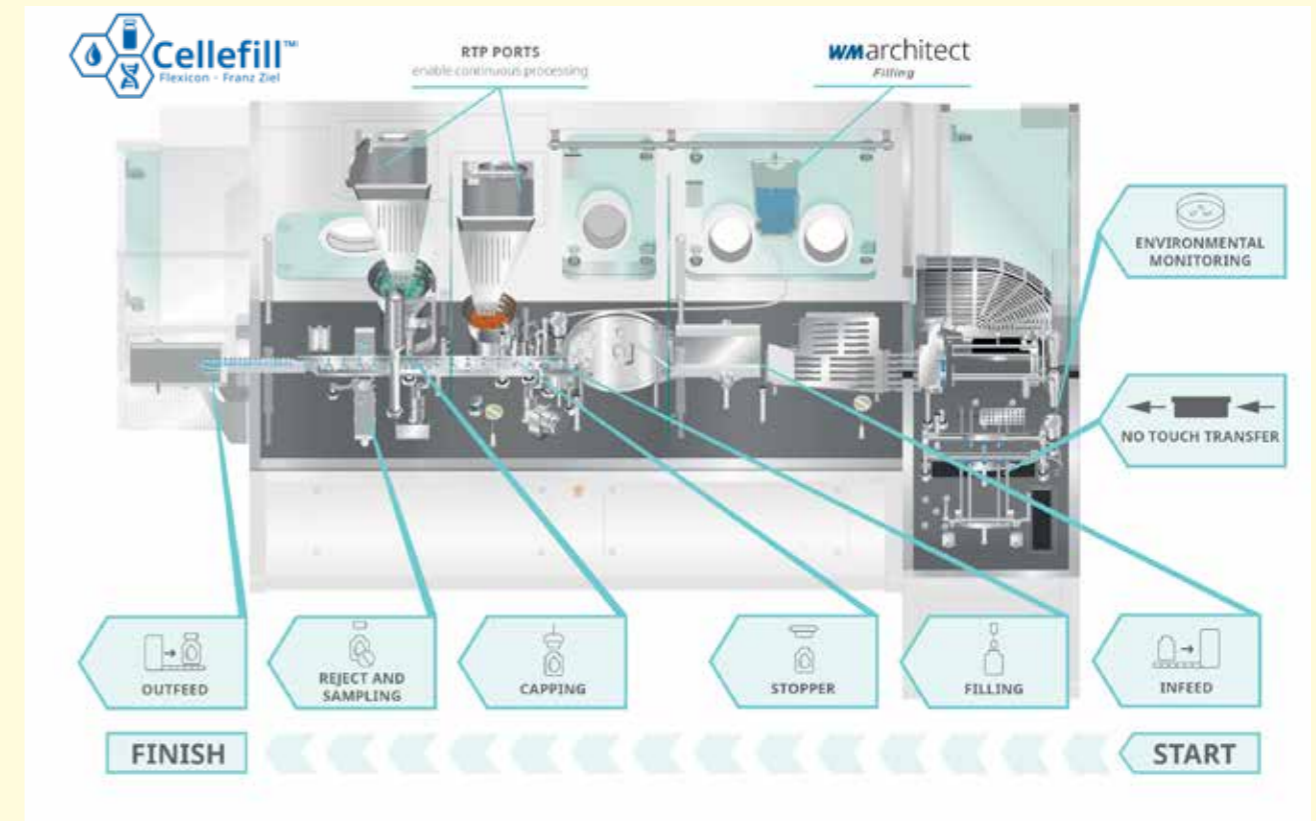 Cellefill™
Flexicon - Franz Ziel
RTP PORTS
enable continuous processing
WMarchitect
Filling
ENVIRONMENTAL
MONITORING
NO TOUCH TRANSFER
OUTFEED
REJECT AND
SAMPLING
CAPPING
STOPPER
FILLING
INFEED
FINISH
START